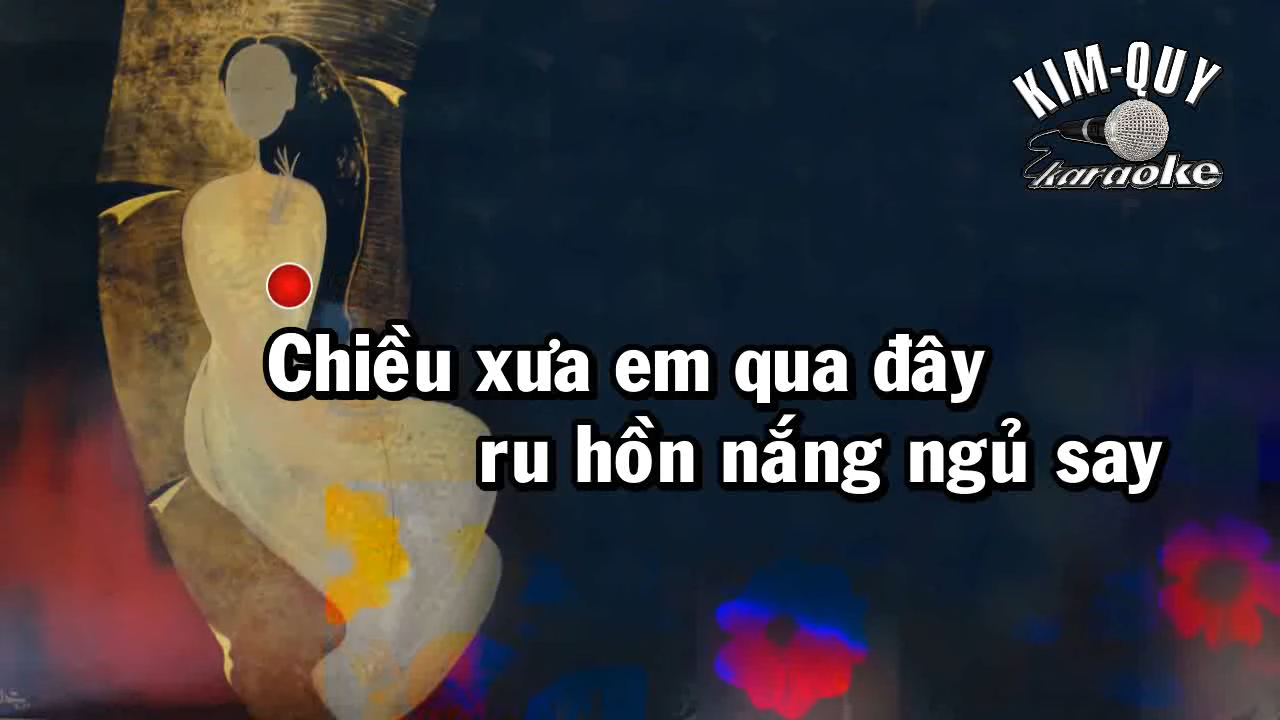 KIM-QUY
karaoke
Chiều xưa em qua đây
ru hồn nắng ngủ say